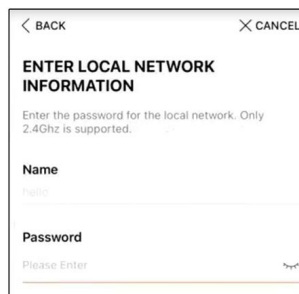 BACK
CANCEL
ENTER LOCAL NETWORK
INFORMATION
Enter the password for the local network. Only
2.4Ghz is supported.
Name
hello
Password
Please Enter